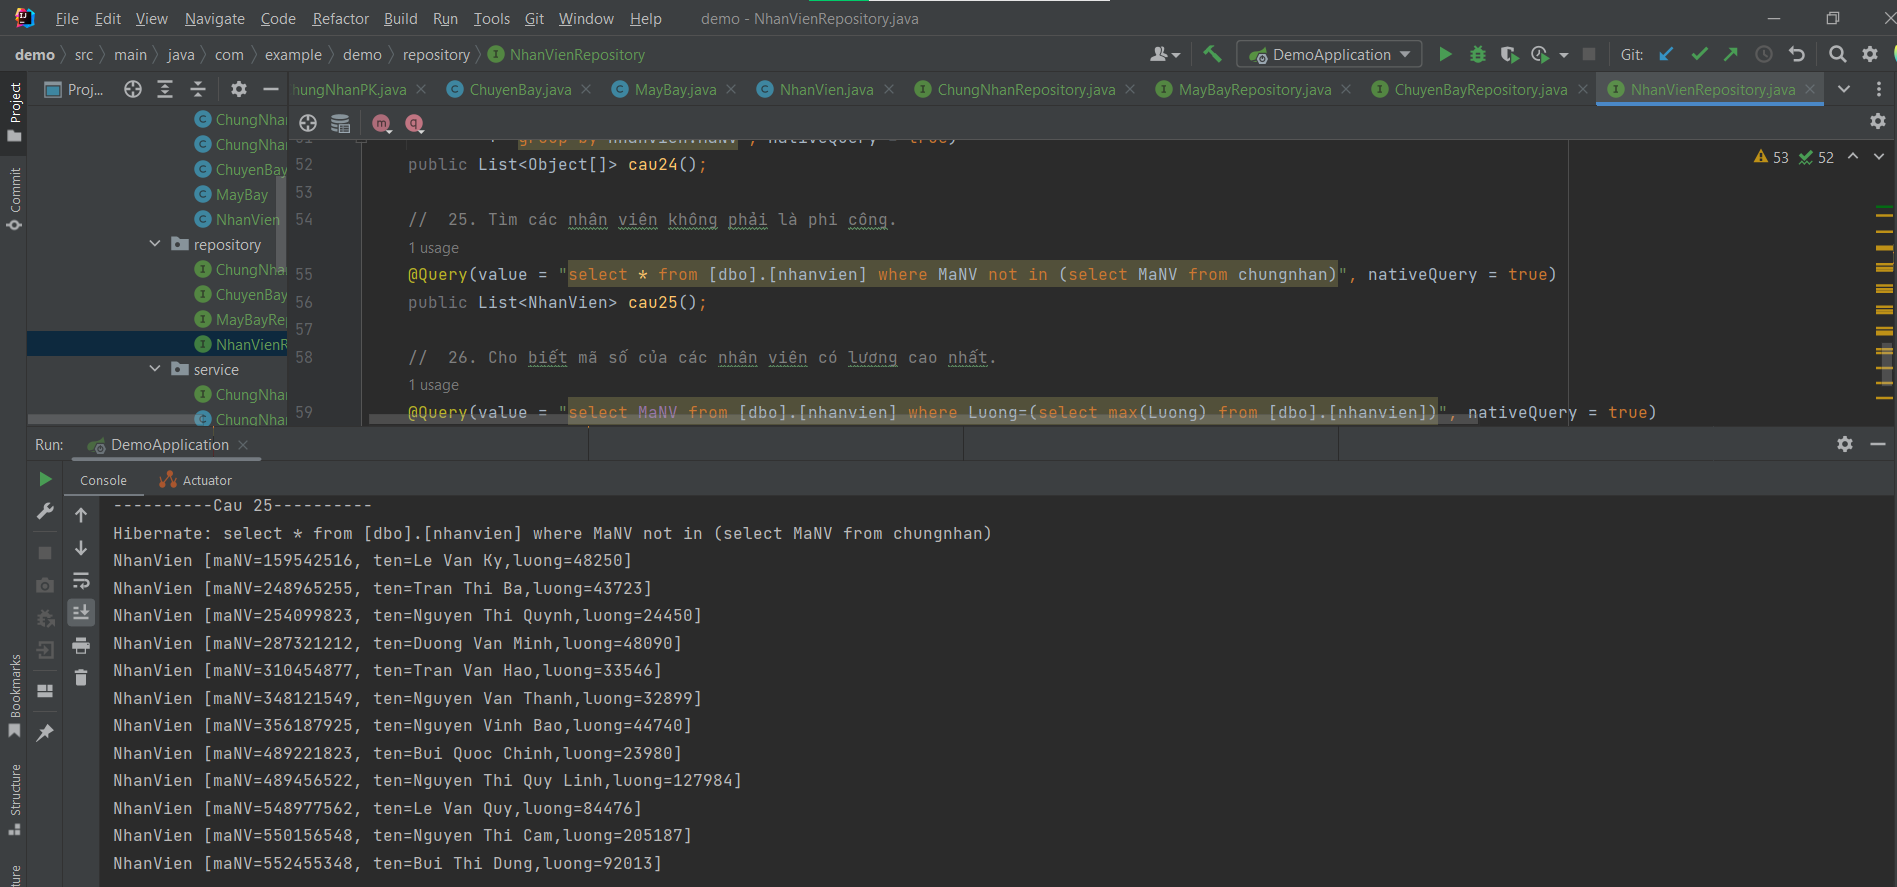 File Edit View Navigate Code Refactor Build Run Tools Git Window Help demo - NhanVienRepository.java
demo src main java com example demo repository NhanVienRepository DemoApplication Git:
Project
Commit
Bookmarks
Structure
Proj...
ChungNhan
ChungNhan
ChuyenBay
MayBay
NhanVien
repository
ChungNha
ChuyenBay
MayBayRe
NhanVienR
service
ChungNha
ChungNha
hungNhanPK.java ChuyenBay.java MayBay.java NhanVien.java ChungNhanRepository.java MayBayRepository.java ChuyenBayRepository.java NhanVienRepository.java
53 52
52 public List<Object[]> cau24();
53
54 // 25. Tìm các nhân viên không phải là phi công.
1 usage
55 @Query(value = "select * from [dbo].[nhanvien] where MaNV not in (select MaNV from chungnhan)", nativeQuery = true)
56 public List<NhanVien> cau25();
57
58 // 26. Cho biết mã số của các nhân viên có lương cao nhất.
1 usage
59 @Query(value = "select MaNV from [dbo].[nhanvien] where Luong=(select max(Luong) from [dbo].[nhanvien])", nativeQuery = true)
Run: DemoApplication
Console Actuator
----------Cau 25----------
Hibernate: select * from [dbo].[nhanvien] where MaNV not in (select MaNV from chungnhan)
NhanVien [maNV=159542516, ten=Le Van Ky,luong=48250]
NhanVien [maNV=248965255, ten=Tran Thi Ba,luong=43723]
NhanVien [maNV=254099823, ten=Nguyen Thi Quynh,luong=24450]
NhanVien [maNV=287321212, ten=Duong Van Minh,luong=48090]
NhanVien [maNV=310454877, ten=Tran Van Hao,luong=33546]
NhanVien [maNV=348121549, ten=Nguyen Van Thanh,luong=32899]
NhanVien [maNV=356187925, ten=Nguyen Vinh Bao,luong=44740]
NhanVien [maNV=489221823, ten=Bui Quoc Chinh,luong=23980]
NhanVien [maNV=489456522, ten=Nguyen Thi Quy Linh,luong=127984]
NhanVien [maNV=548977562, ten=Le Van Quy,luong=84476]
NhanVien [maNV=550156548, ten=Nguyen Thi Cam,luong=205187]
NhanVien [maNV=552455348, ten=Bui Thi Dung,luong=92013]